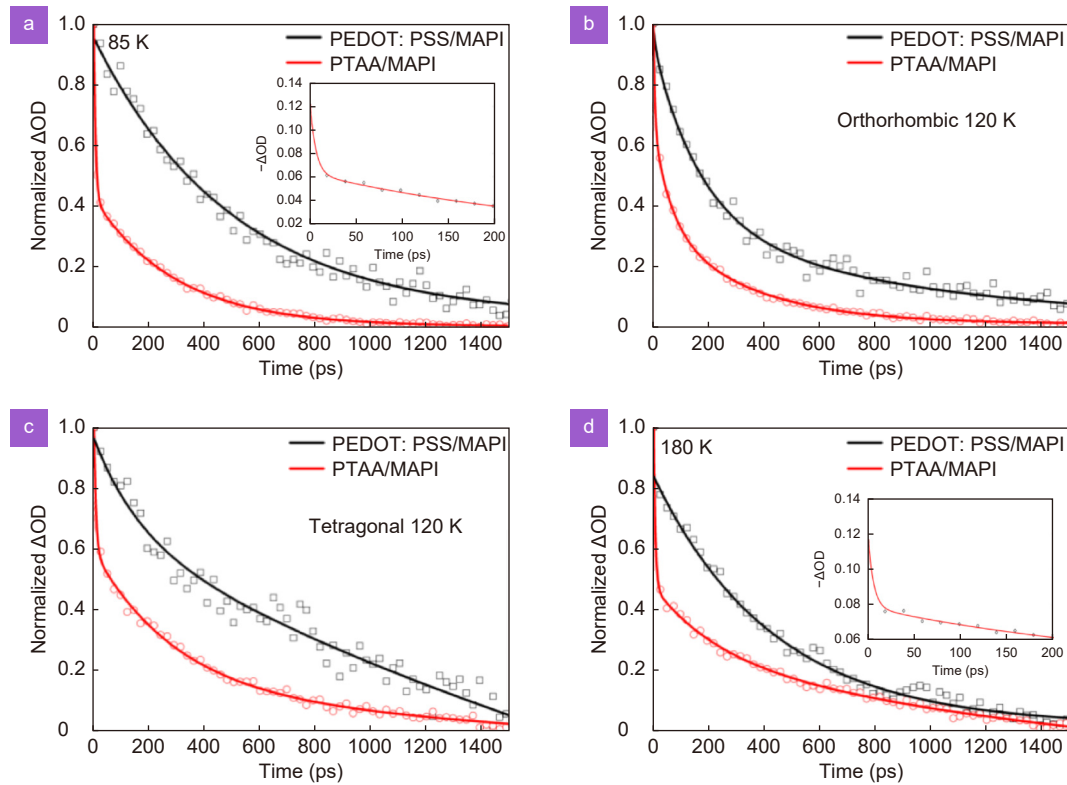 a
85 K
PEDOT: PSS/MAPI
PTAA/MAPI
Normalized ΔOD
1.0
0.8
0.6
0.4
0.2
0
0 200 400 600 800 1000 1200 1400
Time (ps)
−ΔOD
0.14
0.12
0.10
0.08
0.06
0.04
0.02
0 50 100 150 200
Time (ps)
b
PEDOT: PSS/MAPI
PTAA/MAPI
Orthorhombic 120 K
Normalized ΔOD
1.0
0.8
0.6
0.4
0.2
0
0 200 400 600 800 1000 1200 1400
Time (ps)
c
PEDOT: PSS/MAPI
PTAA/MAPI
Tetragonal 120 K
Normalized ΔOD
1.0
0.8
0.6
0.4
0.2
0
0 200 400 600 800 1000 1200 1400
Time (ps)
d
180 K
PEDOT: PSS/MAPI
PTAA/MAPI
Normalized ΔOD
1.0
0.8
0.6
0.4
0.2
0
0 200 400 600 800 1000 1200 1400
Time (ps)
−ΔOD
0.14
0.12
0.10
0.08
0.06
0 50 100 150 200
Time (ps)